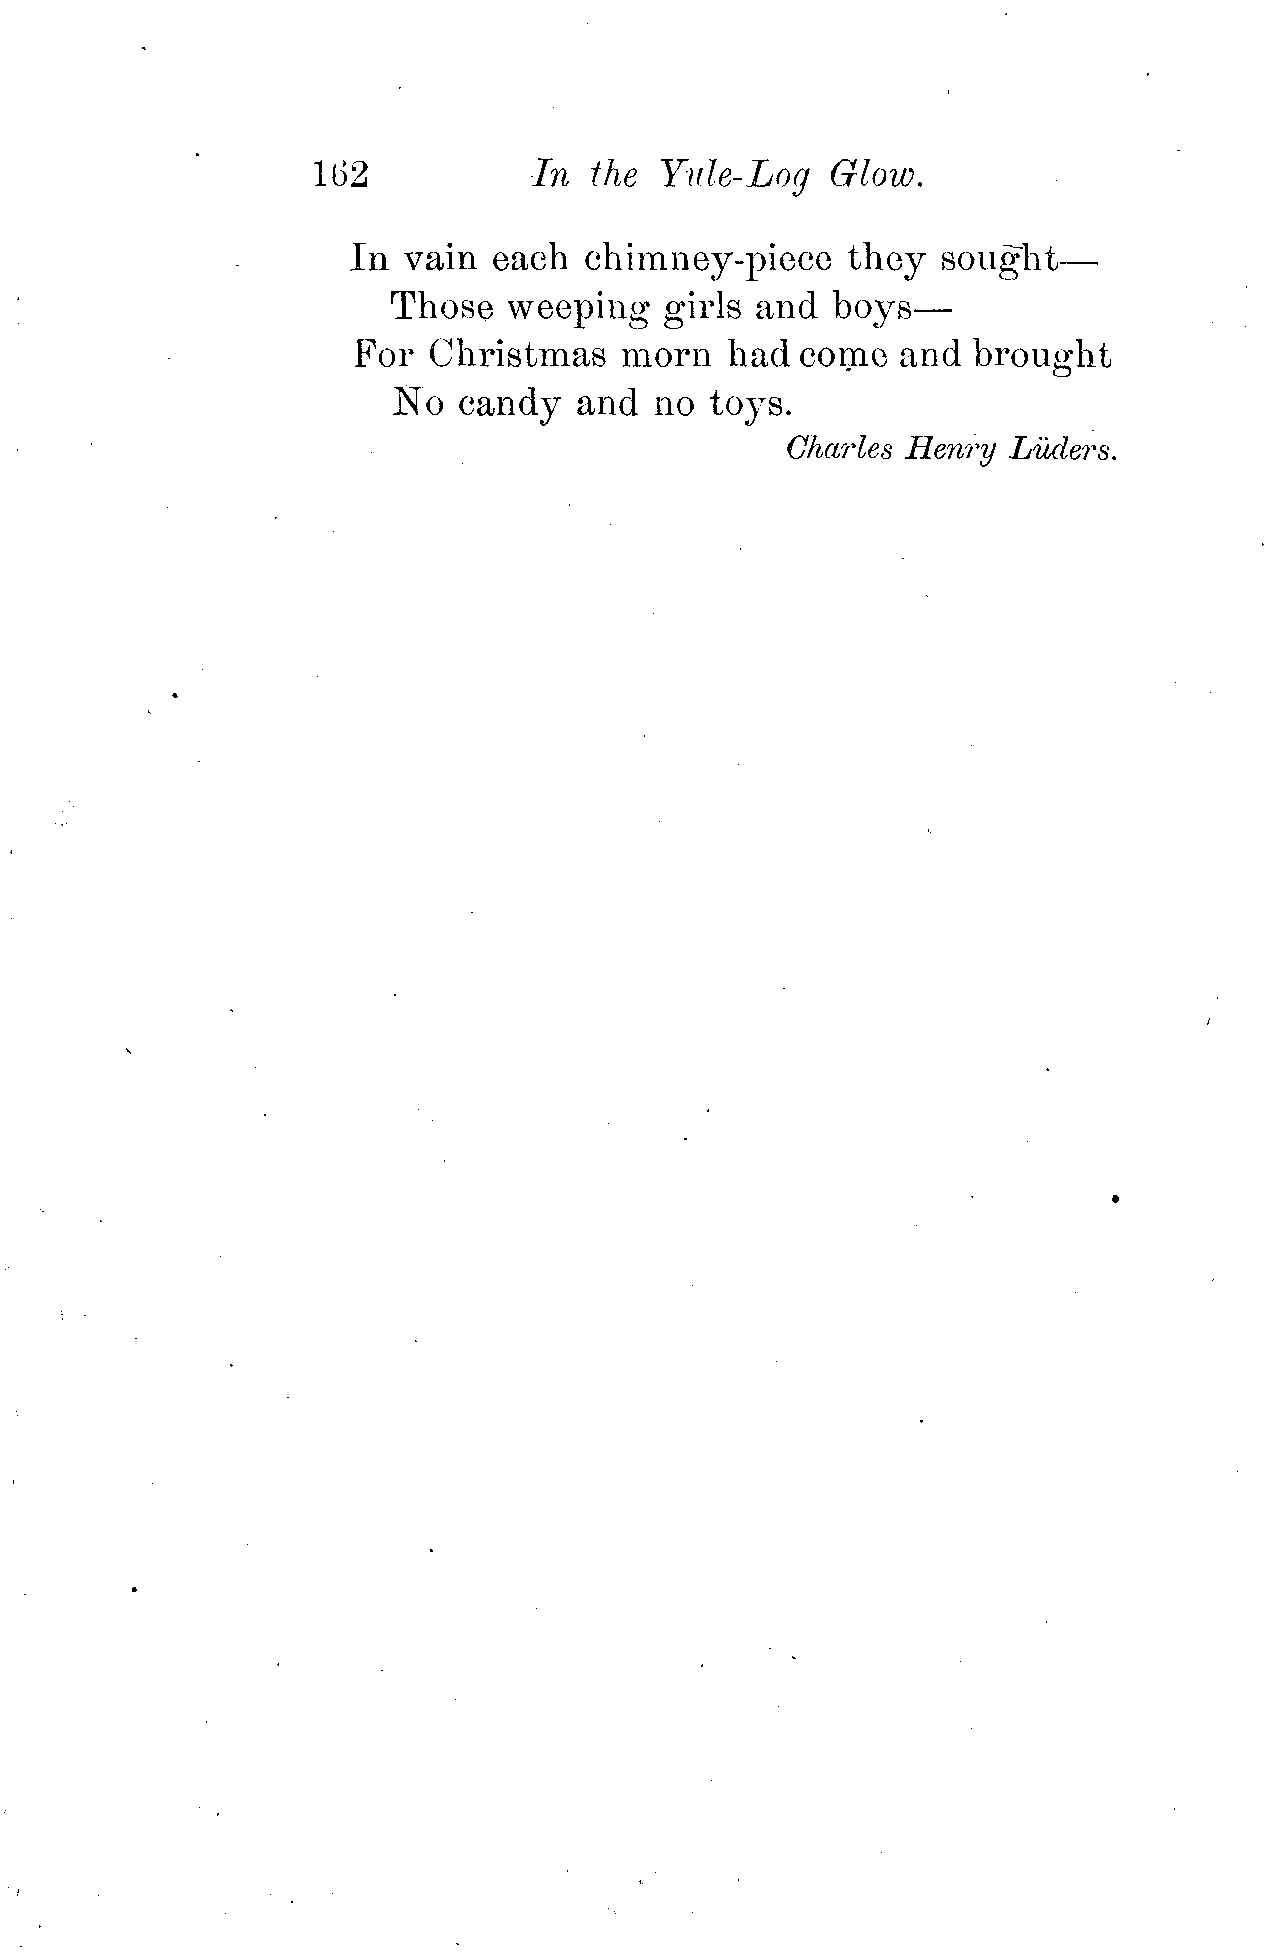 162 In the Yule-Log Glow.
In vain each chimney-piece they sought—
Those weeping girls and boys—
For Christmas morn had come and brought
No candy and no toys.
Charles Henry Lüders.